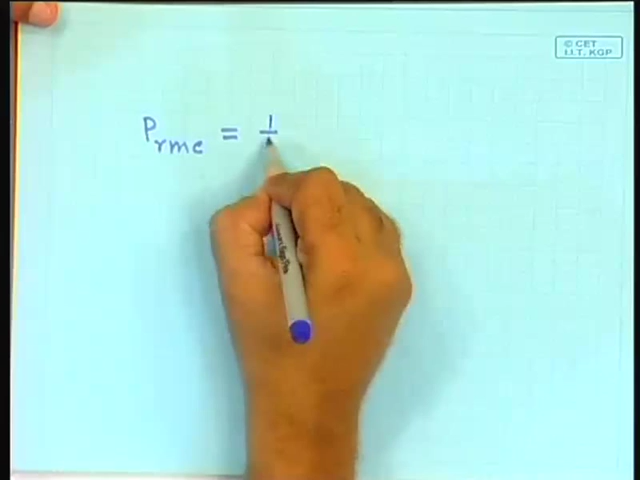 © CET
I.I.T. KGP
P_rme = 1/